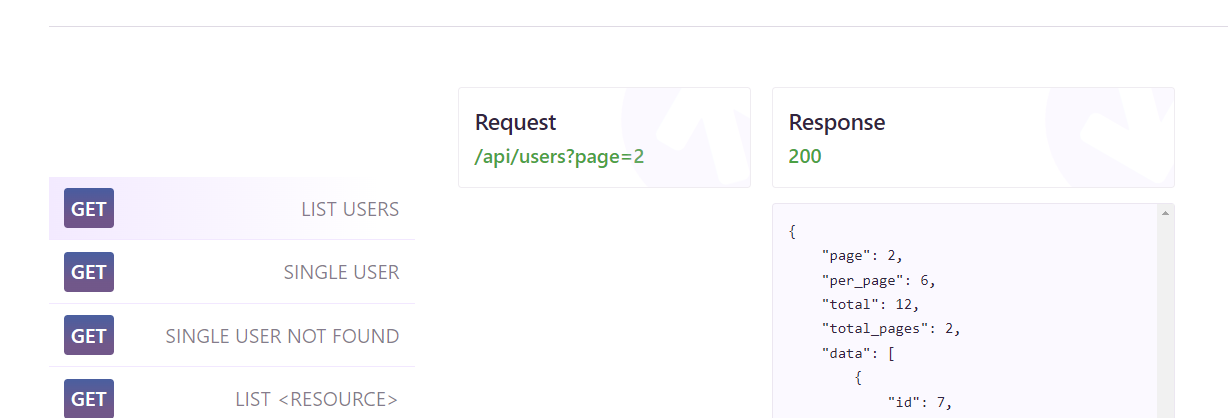 Request
/api/users?page=2
Response
200
GET LIST USERS
GET SINGLE USER
GET SINGLE USER NOT FOUND
GET LIST <RESOURCE>
{
    "page": 2,
    "per_page": 6,
    "total": 12,
    "total_pages": 2,
    "data": [
        {
            "id": 7,